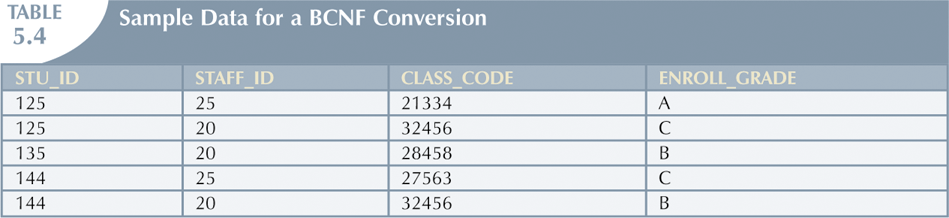 TABLE 5.4
Sample Data for a BCNF Conversion
STU_ID STAFF_ID CLASS_CODE ENROLL_GRADE
125 25 21334 A
125 20 32456 C
135 20 28458 B
144 25 27563 C
144 20 32456 B